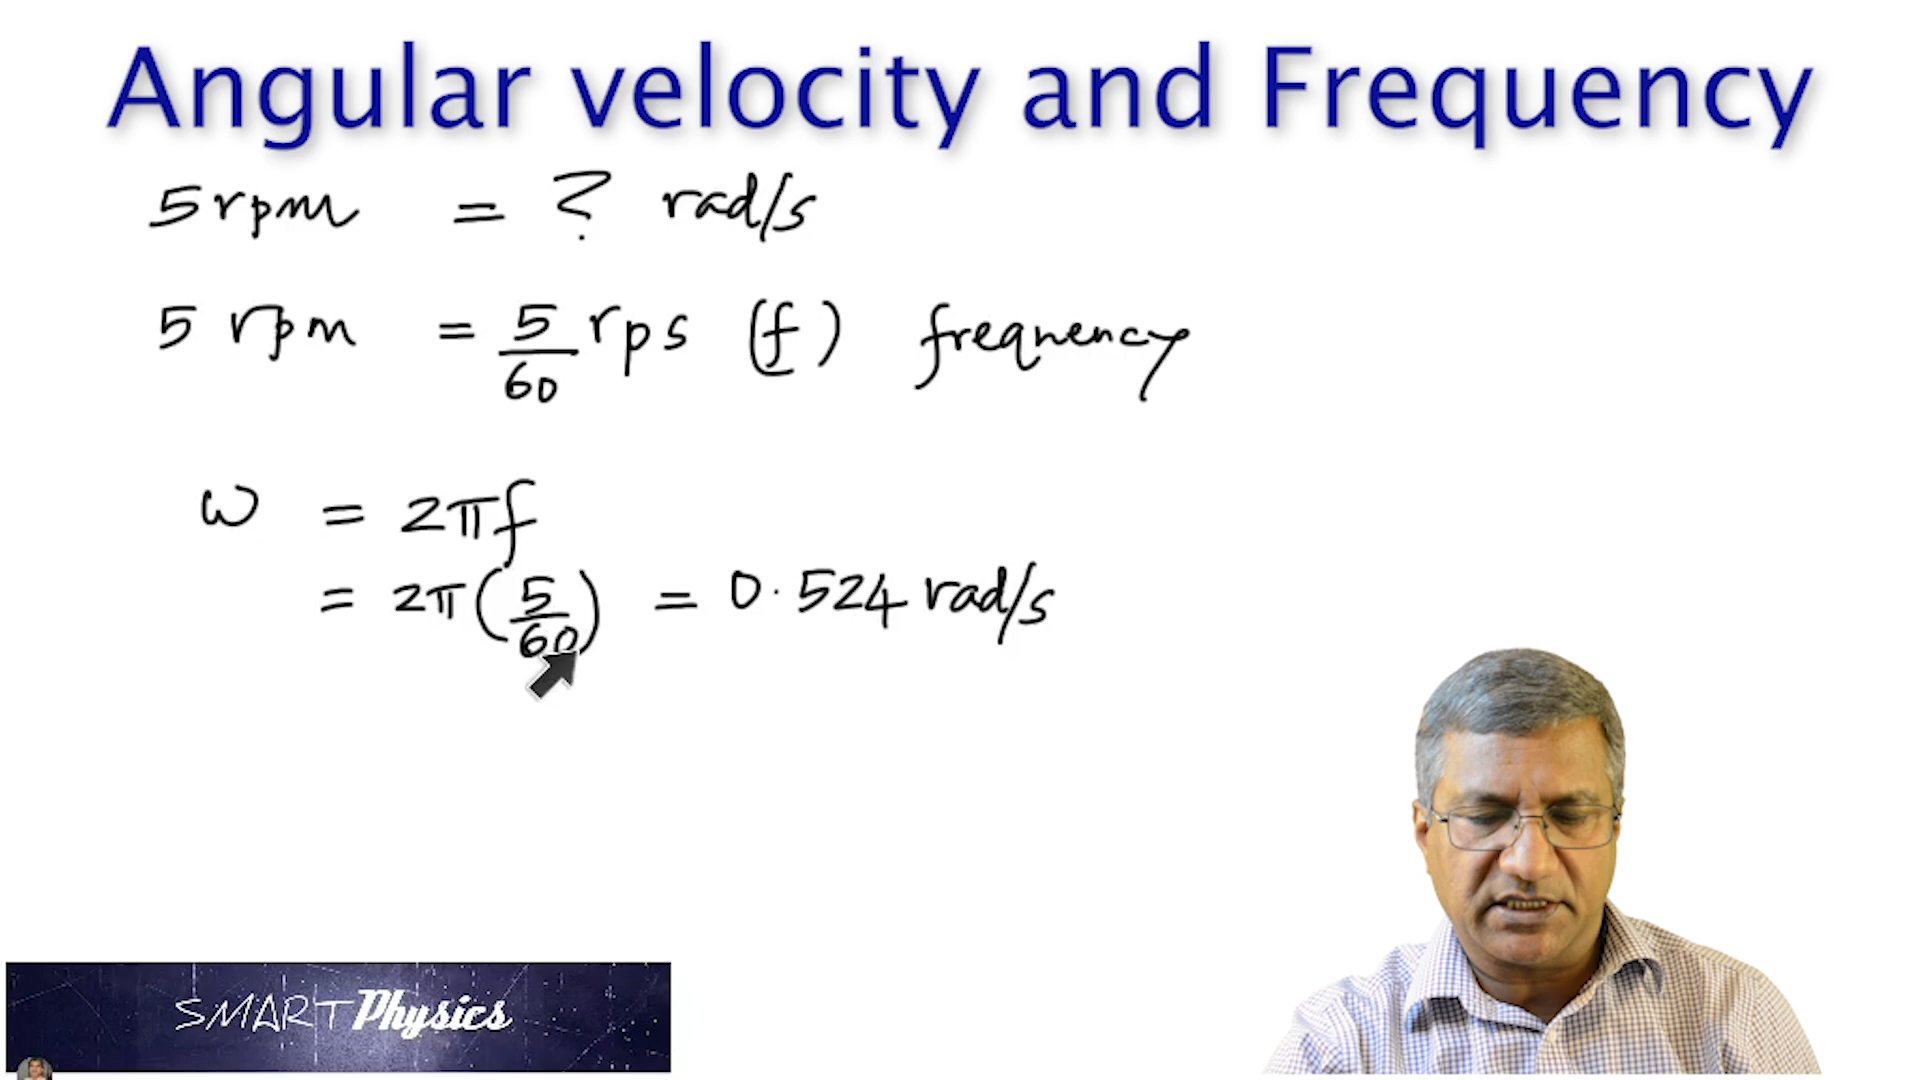 Angular velocity and Frequency
5 rpm = ? rad/s
5 rpm = 5/60 rps (f) frequency
ω = 2πf
= 2π(5/60) = 0.524 rad/s
SMART Physics